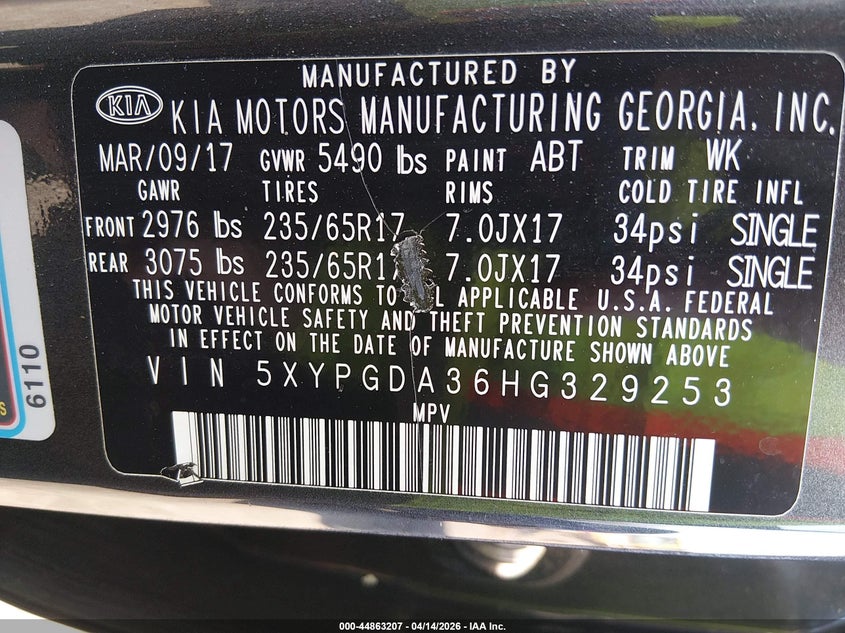 MANUFACTURED BY
KIA KIA MOTORS MANUFACTURING GEORGIA, INC.
MAR/09/17 GVWR 5490 lbs PAINT ABT TRIM WK
GAWR TIRES RIMS COLD TIRE INFL
FRONT 2976 lbs 235/65R17 7.0JX17 34psi SINGLE
REAR 3075 lbs 235/65R17 7.0JX17 34psi SINGLE
THIS VEHICLE CONFORMS TO ALL APPLICABLE U.S.A. FEDERAL
MOTOR VEHICLE SAFETY AND THEFT PREVENTION STANDARDS
IN EFFECT ON THE DATE OF MANUFACTURE SHOWN ABOVE
VIN 5XYPGDA36HG329253
MPV
6110
000-44863207 - 04/14/2026 - IAA Inc.